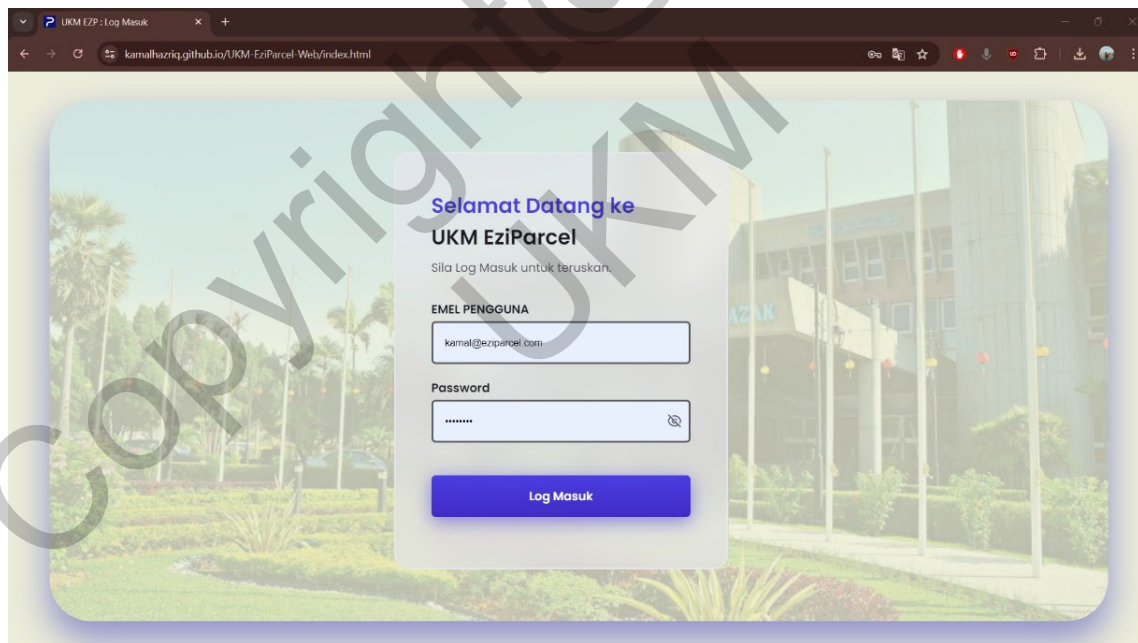 UKM EZP : Log Masuk
kamalhazriq.github.io/UKM-EziParcel-Web/index.html
Selamat Datang ke
UKM EziParcel
Sila Log Masuk untuk teruskan.
EMEL PENGGUNA
kamal@eziparcel.com
Password
Log Masuk
AZAK
Copyright@
UKM